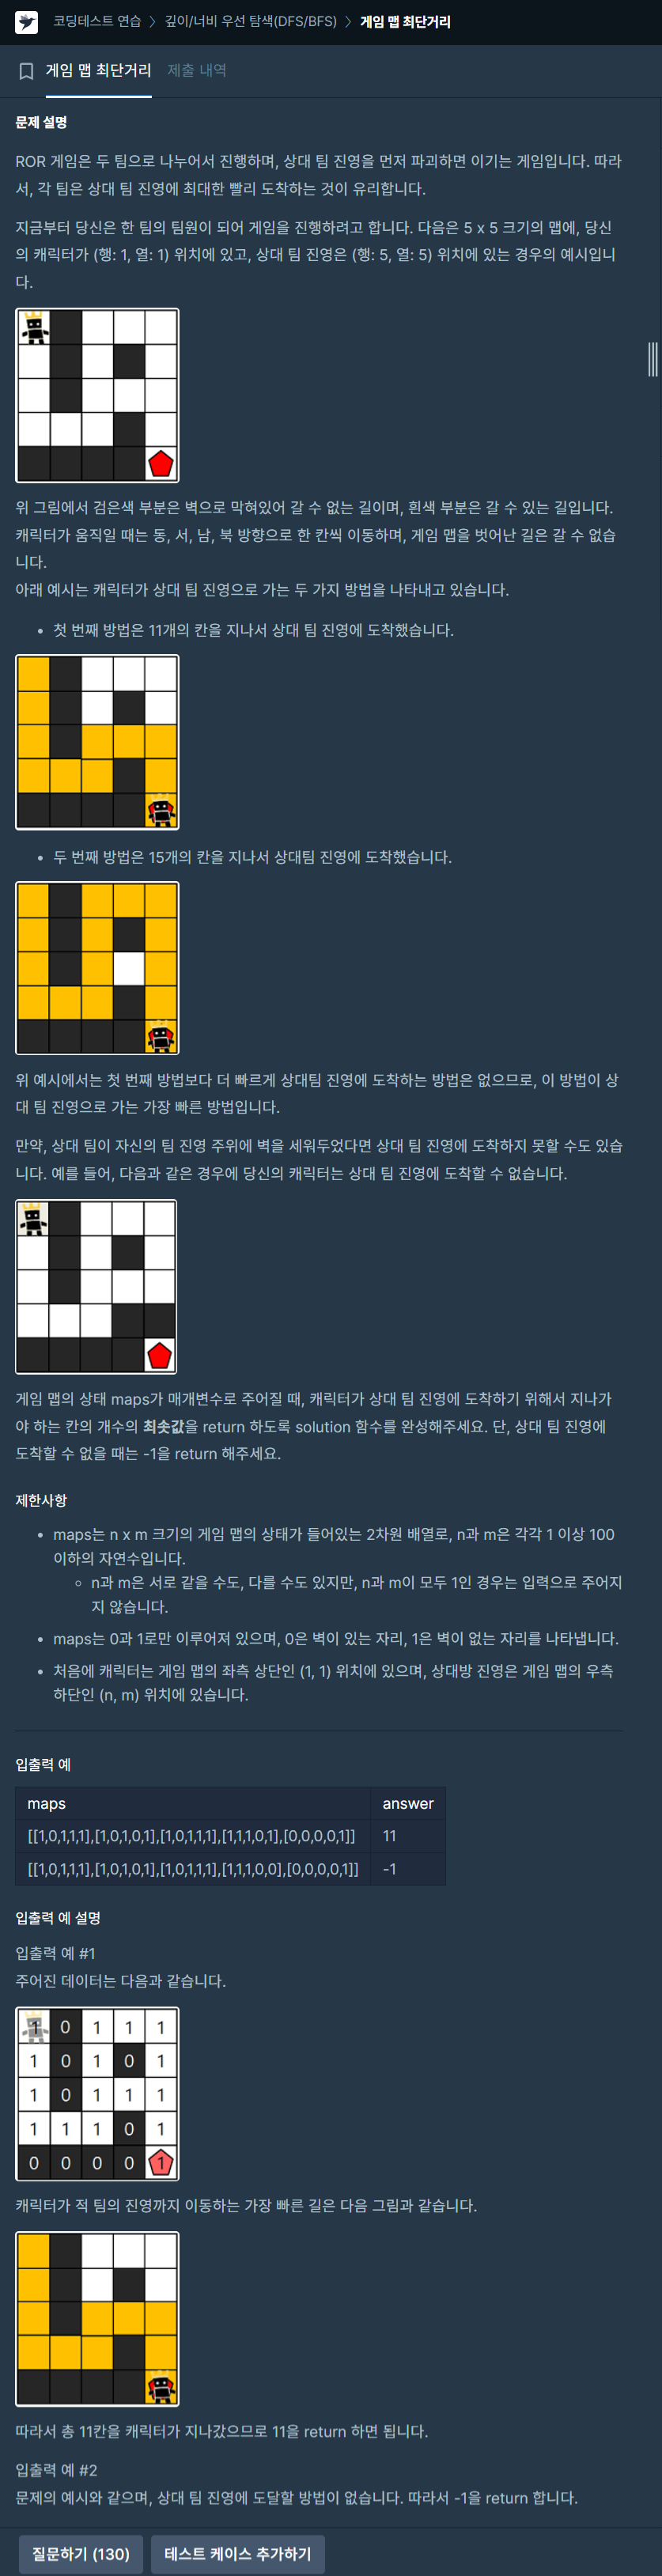 코딩테스트 연습 > 깊이/너비 우선 탐색(DFS/BFS) > 게임 맵 최단거리
게임 맵 최단거리 제출 내역
문제 설명
ROR 게임은 두 팀으로 나누어서 진행하며, 상대 팀 진영을 먼저 파괴하면 이기는 게임입니다. 따라
서, 각 팀은 상대 팀 진영에 최대한 빨리 도착하는 것이 유리합니다.
지금부터 당신은 한 팀의 팀원이 되어 게임을 진행하려고 합니다. 다음은 5 x 5 크기의 맵에, 당신
의 캐릭터가 (행: 1, 열: 1) 위치에 있고, 상대 팀 진영은 (행: 5, 열: 5) 위치에 있는 경우의 예시입니
다.
위 그림에서 검은색 부분은 벽으로 막혀있어 갈 수 없는 길이며, 흰색 부분은 갈 수 있는 길입니다.
캐릭터가 움직일 때는 동, 서, 남, 북 방향으로 한 칸씩 이동하며, 게임 맵을 벗어난 길은 갈 수 없습
니다.
아래 예시는 캐릭터가 상대 팀 진영으로 가는 두 가지 방법을 나타내고 있습니다.
• 첫 번째 방법은 11개의 칸을 지나서 상대 팀 진영에 도착했습니다.
• 두 번째 방법은 15개의 칸을 지나서 상대팀 진영에 도착했습니다.
위 예시에서는 첫 번째 방법보다 더 빠르게 상대팀 진영에 도착하는 방법은 없으므로, 이 방법이 상
대 팀 진영으로 가는 가장 빠른 방법입니다.
만약, 상대 팀이 자신의 팀 진영 주위에 벽을 세워두었다면 상대 팀 진영에 도착하지 못할 수도 있습
니다. 예를 들어, 다음과 같은 경우에 당신의 캐릭터는 상대 팀 진영에 도착할 수 없습니다.
게임 맵의 상태 maps가 매개변수로 주어질 때, 캐릭터가 상대 팀 진영에 도착하기 위해서 지나가
야 하는 칸의 개수의 최솟값을 return 하도록 solution 함수를 완성해주세요. 단, 상대 팀 진영에
도착할 수 없을 때는 -1을 return 해주세요.
제한사항
• maps는 n x m 크기의 게임 맵의 상태가 들어있는 2차원 배열로, n과 m은 각각 1 이상 100
이하의 자연수입니다.
◦ n과 m은 서로 같을 수도, 다를 수도 있지만, n과 m이 모두 1인 경우는 입력으로 주어지
지 않습니다.
• maps는 0과 1로만 이루어져 있으며, 0은 벽이 있는 자리, 1은 벽이 없는 자리를 나타냅니다.
• 처음에 캐릭터는 게임 맵의 좌측 상단인 (1, 1) 위치에 있으며, 상대방 진영은 게임 맵의 우측
하단인 (n, m) 위치에 있습니다.
입출력 예
maps answer
[[1,0,1,1,1],[1,0,1,0,1],[1,0,1,1,1],[1,1,1,0,1],[0,0,0,0,1]] 11
[[1,0,1,1,1],[1,0,1,0,1],[1,0,1,1,1],[1,1,1,0,0],[0,0,0,0,1]] -1
입출력 예 설명
입출력 예 #1
주어진 데이터는 다음과 같습니다.
1 0 1 1 1
1 0 1 0 1
1 0 1 1 1
1 1 1 0 1
0 0 0 0 1
캐릭터가 적 팀의 진영까지 이동하는 가장 빠른 길은 다음 그림과 같습니다.
따라서 총 11칸을 캐릭터가 지나갔으므로 11을 return 하면 됩니다.
입출력 예 #2
문제의 예시와 같으며, 상대 팀 진영에 도달할 방법이 없습니다. 따라서 -1을 return 합니다.
질문하기 (130) 테스트 케이스 추가하기